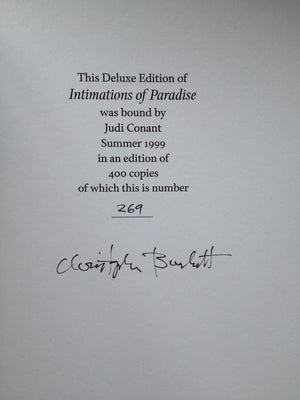 This Deluxe Edition of
Intimations of Paradise
was bound by
Judi Conant
Summer 1999
in an edition of
400 copies
of which this is number
269
Christopher Burkett